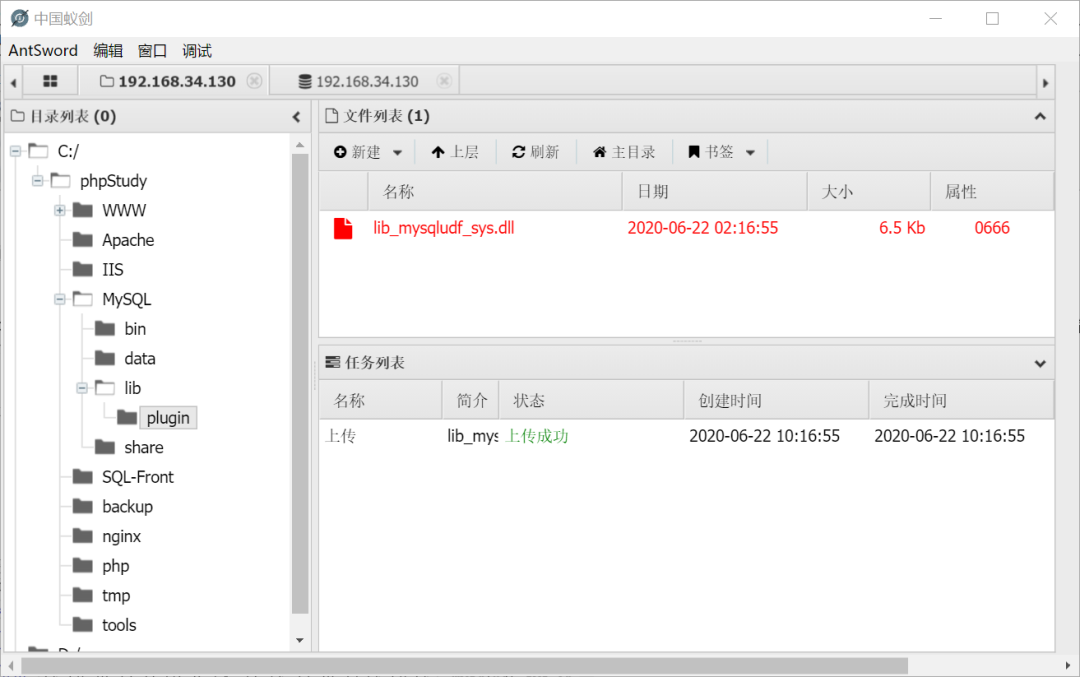 中国蚁剑
AntSword 编辑 窗口 调试
192.168.34.130 192.168.34.130
目录列表 (0)
C:/
phpStudy
WWW
Apache
IIS
MySQL
bin
data
lib
plugin
share
SQL-Front
backup
nginx
php
tmp
tools
文件列表 (1)
新建 上层 刷新 主目录 书签
名称 日期 大小 属性
lib_mysqludf_sys.dll 2020-06-22 02:16:55 6.5 Kb 0666
任务列表
名称 简介 状态 创建时间 完成时间
上传 lib_mys 上传成功 2020-06-22 10:16:55 2020-06-22 10:16:55